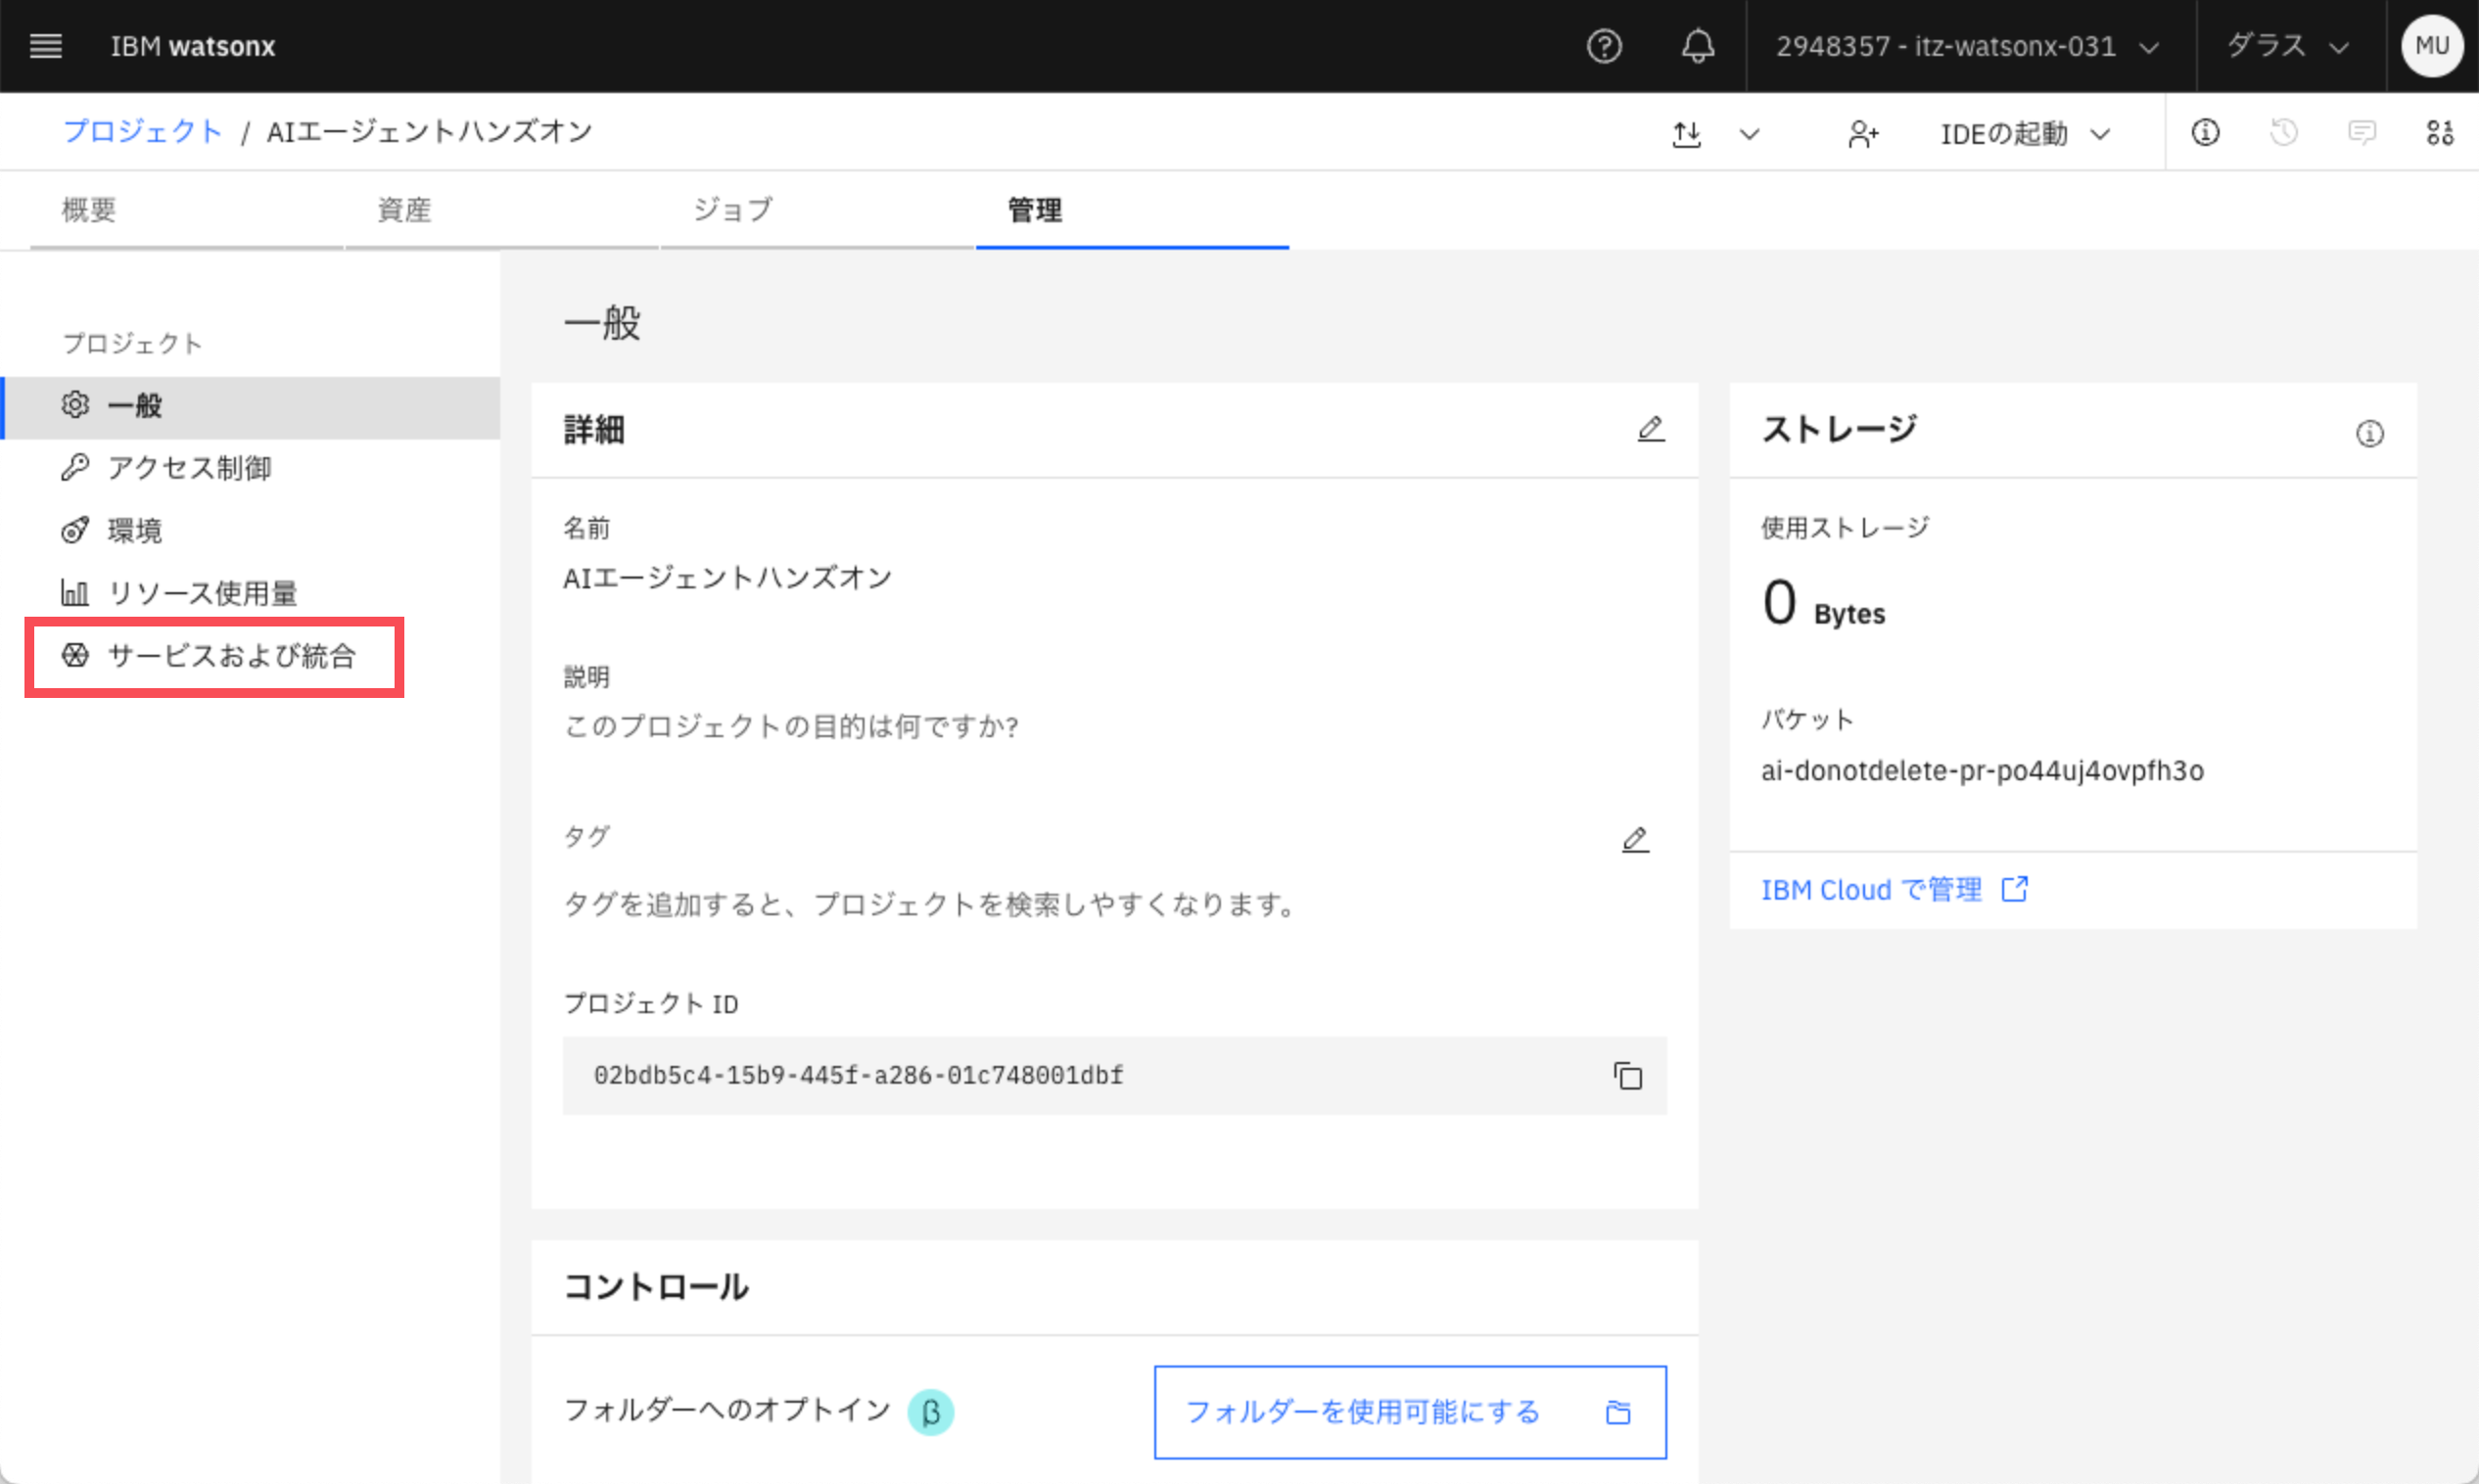 IBM watsonx
2948357 - itz-watsonx-031
ダラス
MU
プロジェクト / AIエージェントハンズオン
IDEの起動
概要
資産
ジョブ
管理
プロジェクト
一般
アクセス制御
環境
リソース使用量
サービスおよび統合
一般
詳細
名前
AIエージェントハンズオン
説明
このプロジェクトの目的は何ですか?
タグ
タグを追加すると、プロジェクトを検索しやすくなります。
プロジェクト ID
02bdb5c4-15b9-445f-a286-01c748001dbf
ストレージ
使用ストレージ
0 Bytes
バケット
ai-donotdelete-pr-po44uj4ovpfh3o
IBM Cloud で管理
コントロール
フォルダーへのオプトイン β
フォルダーを使用可能にする